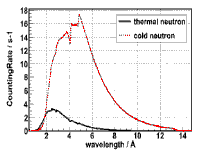 CountingRate / s-1
18
16
14
12
10
8
6
4
2
0
thermal neutron
cold neutron
2 4 6 8 10 12 14
wavelength / Å